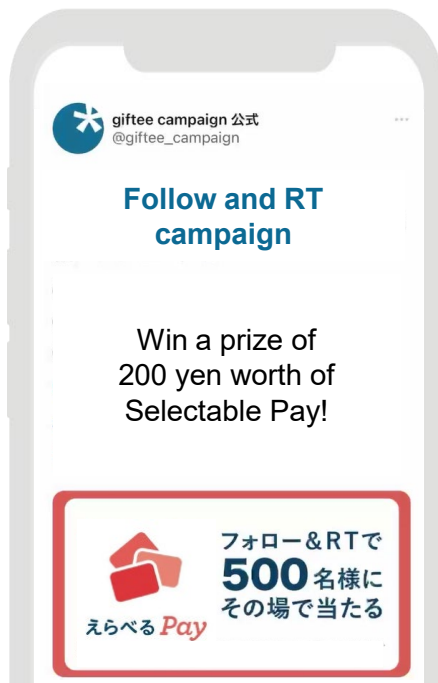 giftee campaign 公式
@giftee_campaign
Follow and RT
campaign
Win a prize of
200 yen worth of
Selectable Pay!
フォロー&RTで
500名様に
その場で当たる
えらべる Pay